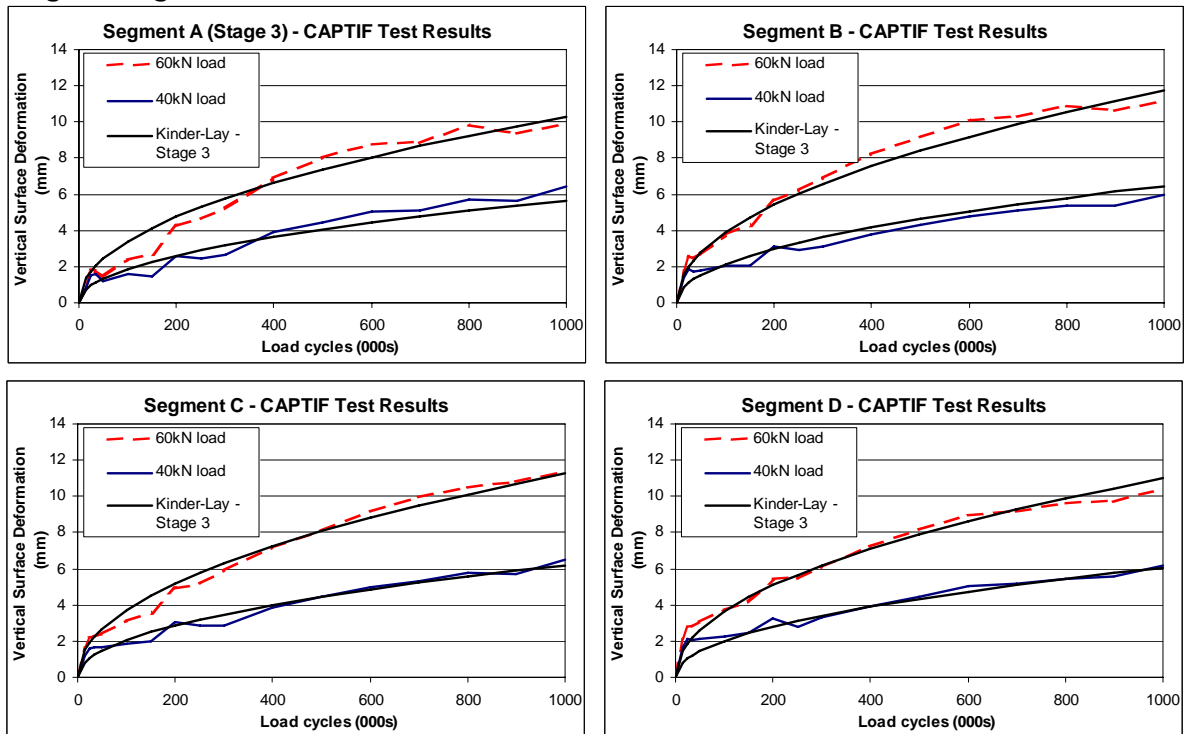 Segment A (Stage 3) - CAPTIF Test Results
14
12
10
8
6
4
2
0
Vertical Surface Deformation
(mm)
60kN load
40kN load
Kinder-Lay -
Stage 3
0 200 400 600 800 1000
Load cycles (000s)
Segment B - CAPTIF Test Results
14
12
10
8
6
4
2
0
Vertical Surface Deformation
(mm)
60kN load
40kN load
Kinder-Lay -
Stage 3
0 200 400 600 800 1000
Load cycles (000s)
Segment C - CAPTIF Test Results
14
12
10
8
6
4
2
0
Vertical Surface Deformation
(mm)
60kN load
40kN load
Kinder-Lay -
Stage 3
0 200 400 600 800 1000
Load cycles (000s)
Segment D - CAPTIF Test Results
14
12
10
8
6
4
2
0
Vertical Surface Deformation
(mm)
60kN load
40kN load
Kinder-Lay -
Stage 3
0 200 400 600 800 1000
Load cycles (000s)